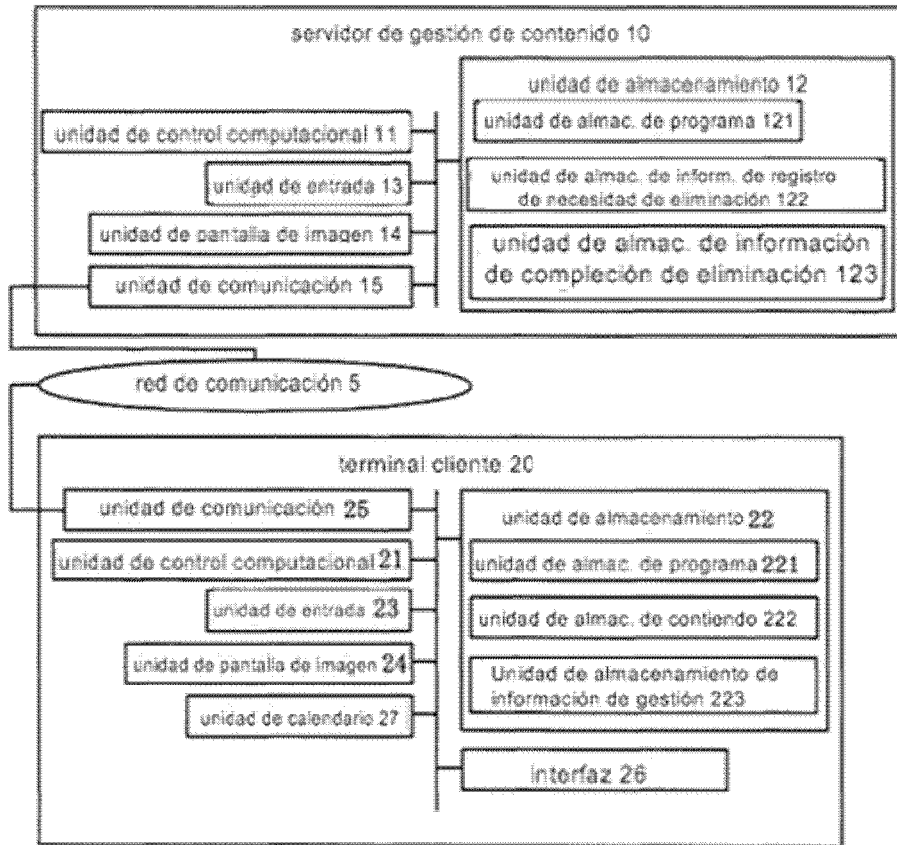 servidor de gestión de contenido 10
unidad de control computacional 11
unidad de entrada 13
unidad de pantalla de imagen 14
unidad de comunicación 15
unidad de almacenamiento 12
unidad de almac. de programa 121
unidad de almac. de inform. de registro
de necesidad de eliminación 122
unidad de almac. de información
de compleción de eliminación 123
red de comunicación 5
terminal cliente 20
unidad de comunicación 25
unidad de control computacional 21
unidad de entrada 23
unidad de pantalla de imagen 24
unidad de calendario 27
unidad de almacenamiento 22
unidad de almac. de programa 221
unidad de almac. de contiendo 222
Unidad de almacenamiento de
información de gestión 223
interfaz 26